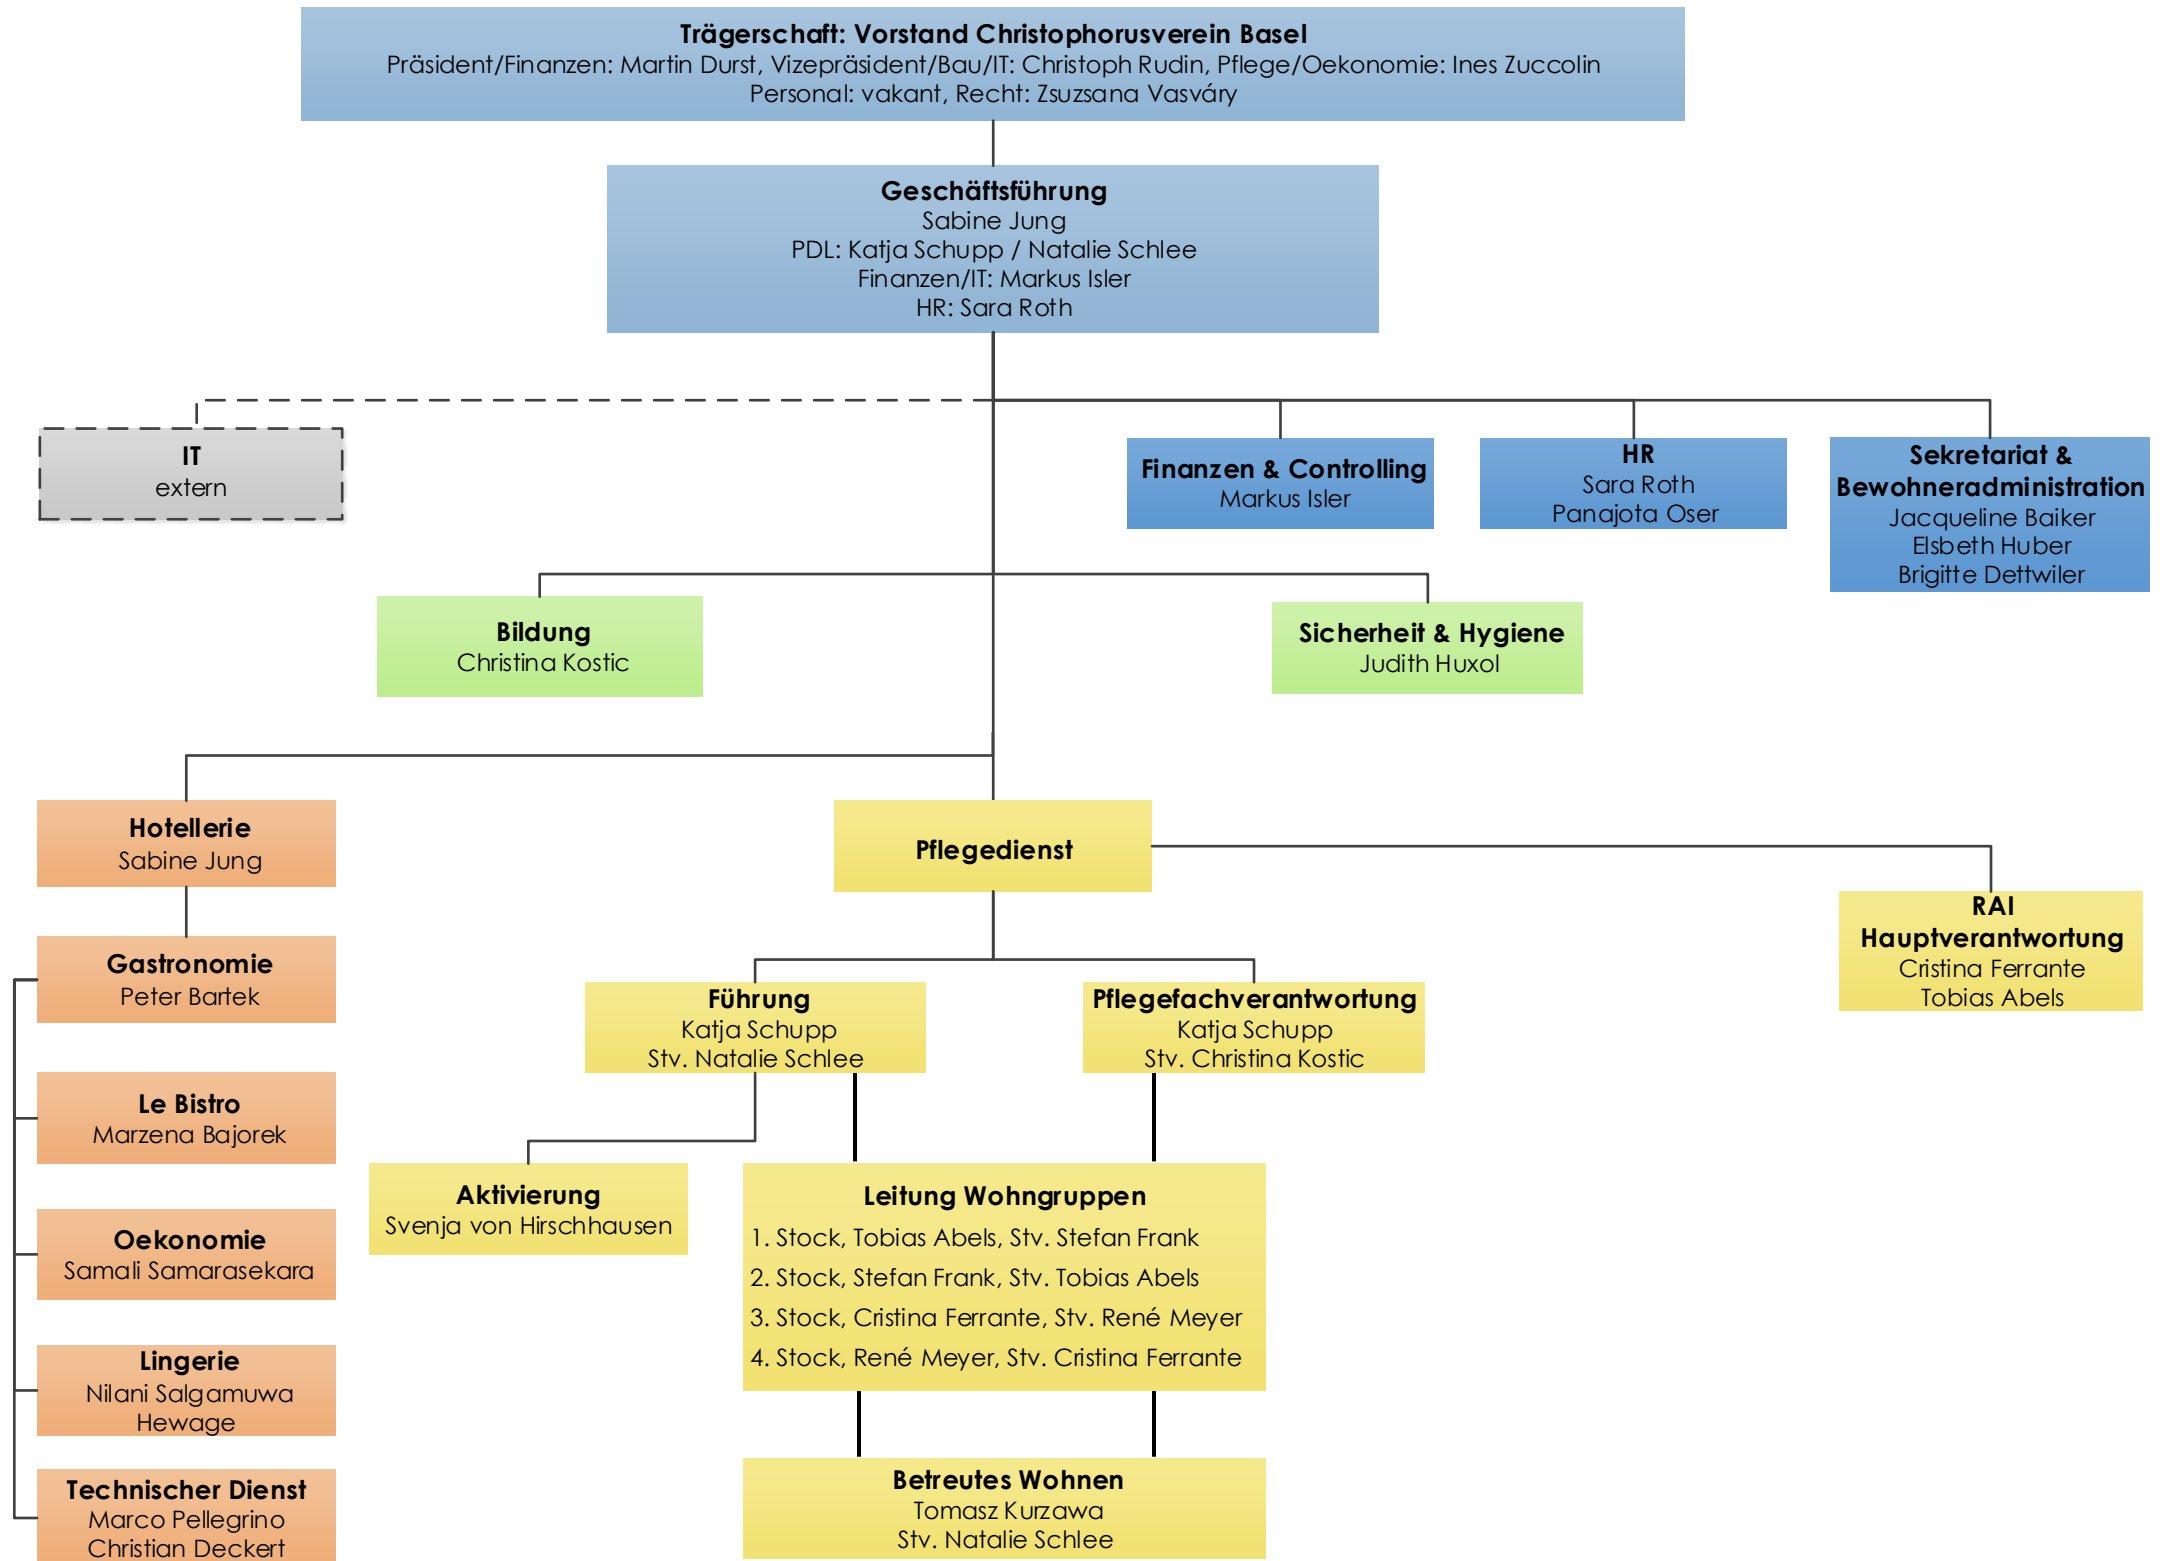 Trägerschaft: Vorstand Christophorusverein Basel
Präsident/Finanzen: Martin Durst, Vizepräsident/Bau/IT: Christoph Rudin, Pflege/Oekonomie: Ines Zuccolin
Personal: vakant, Recht: Zsuzsana Vasváry
Geschäftsführung
Sabine Jung
PDL: Katja Schupp / Natalie Schlee
Finanzen/IT: Markus Isler
HR: Sara Roth
IT
extern
Finanzen & Controlling
Markus Isler
HR
Sara Roth
Panajota Oser
Sekretariat &
Bewohneradministration
Jacqueline Baiker
Elsbeth Huber
Brigitte Dettwiler
Bildung
Christina Kostic
Sicherheit & Hygiene
Judith Huxol
Hotellerie
Sabine Jung
Pflegedienst
RAI
Hauptverantwortung
Cristina Ferrante
Tobias Abels
Gastronomie
Peter Bartek
Führung
Katja Schupp
Stv. Natalie Schlee
Pflegefachverantwortung
Katja Schupp
Stv. Christina Kostic
Le Bistro
Marzena Bajorek
Aktivierung
Svenja von Hirschhausen
Leitung Wohngruppen
1. Stock, Tobias Abels, Stv. Stefan Frank
2. Stock, Stefan Frank, Stv. Tobias Abels
3. Stock, Cristina Ferrante, Stv. René Meyer
4. Stock, René Meyer, Stv. Cristina Ferrante
Oekonomie
Samali Samarasekara
Lingerie
Nilani Salgamuwa
Hewage
Technischer Dienst
Marco Pellegrino
Christian Deckert
Betreutes Wohnen
Tomasz Kurzawa
Stv. Natalie Schlee